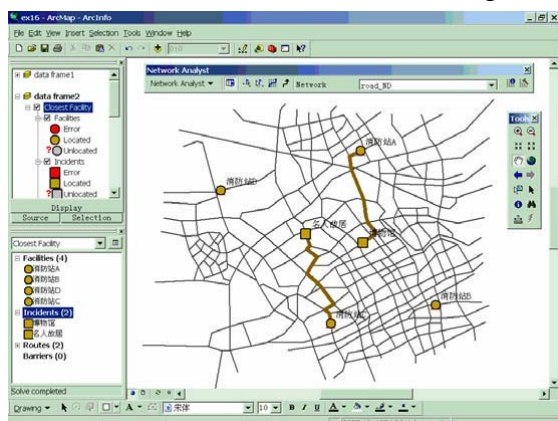 ex16 - ArcMap - ArcInfo
File Edit View Insert Selection Tools Window Help
Network Analyst
Network Analyst
Network
road_ND
data frame1
data frame2
Closest Facility
Facilities
Error
Located
? Unlocated
Incidents
Error
Located
? Unlocated
Display
Source
Selection
Closest Facility
Facilities (4)
消防站A
消防站B
消防站D
消防站C
Incidents (2)
博物馆
名人故居
Routes (2)
Barriers (0)
Tools
消防站A
消防站D
名人故居
博物馆
消防站B
消防站C
Solve completed
Drawing
A
宋体
10
B I U A